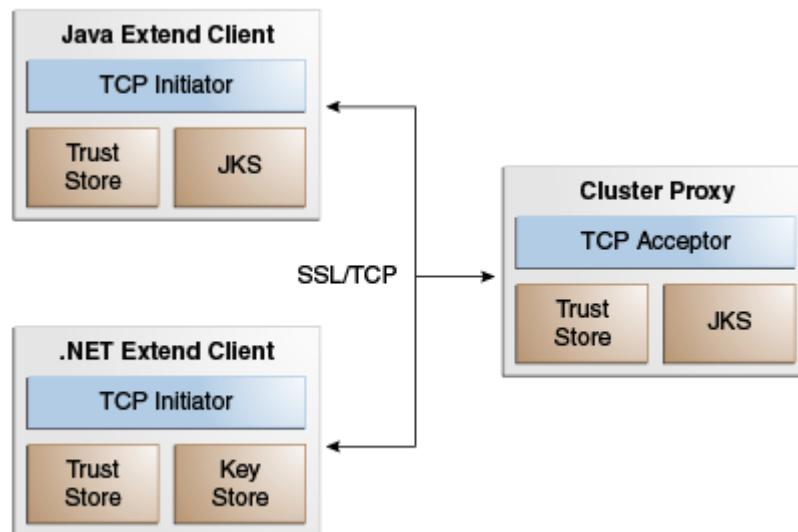 Java Extend Client
TCP Initiator
Trust
Store
JKS
SSL/TCP
Cluster Proxy
TCP Acceptor
Trust
Store
JKS
.NET Extend Client
TCP Initiator
Trust
Store
Key
Store